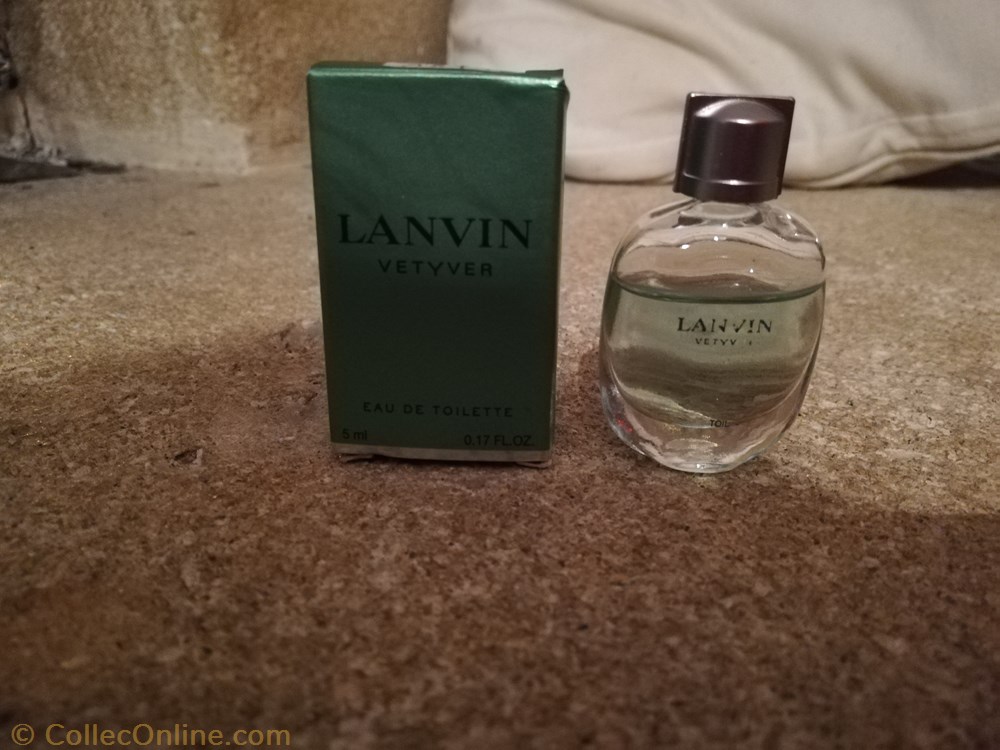 LANVIN
VETYVER
EAU DE TOILETTE
5 ml 0.17 FL.OZ.
LANVIN
© CollecOnline.com